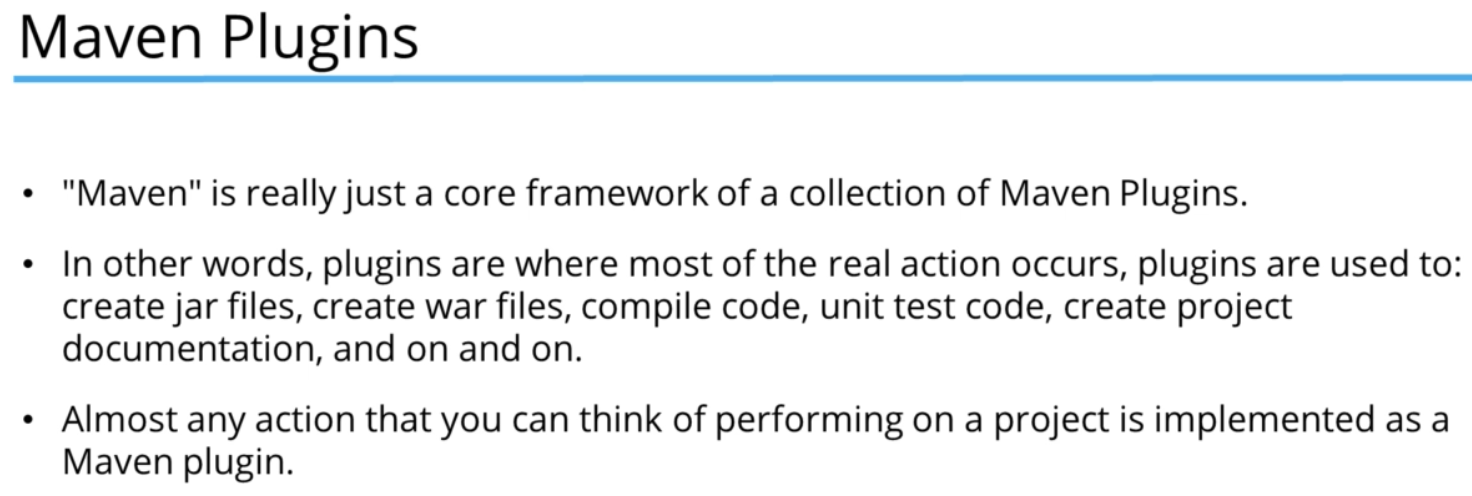 Maven Plugins
• "Maven" is really just a core framework of a collection of Maven Plugins.
• In other words, plugins are where most of the real action occurs, plugins are used to:
create jar files, create war files, compile code, unit test code, create project
documentation, and on and on.
• Almost any action that you can think of performing on a project is implemented as a
Maven plugin.